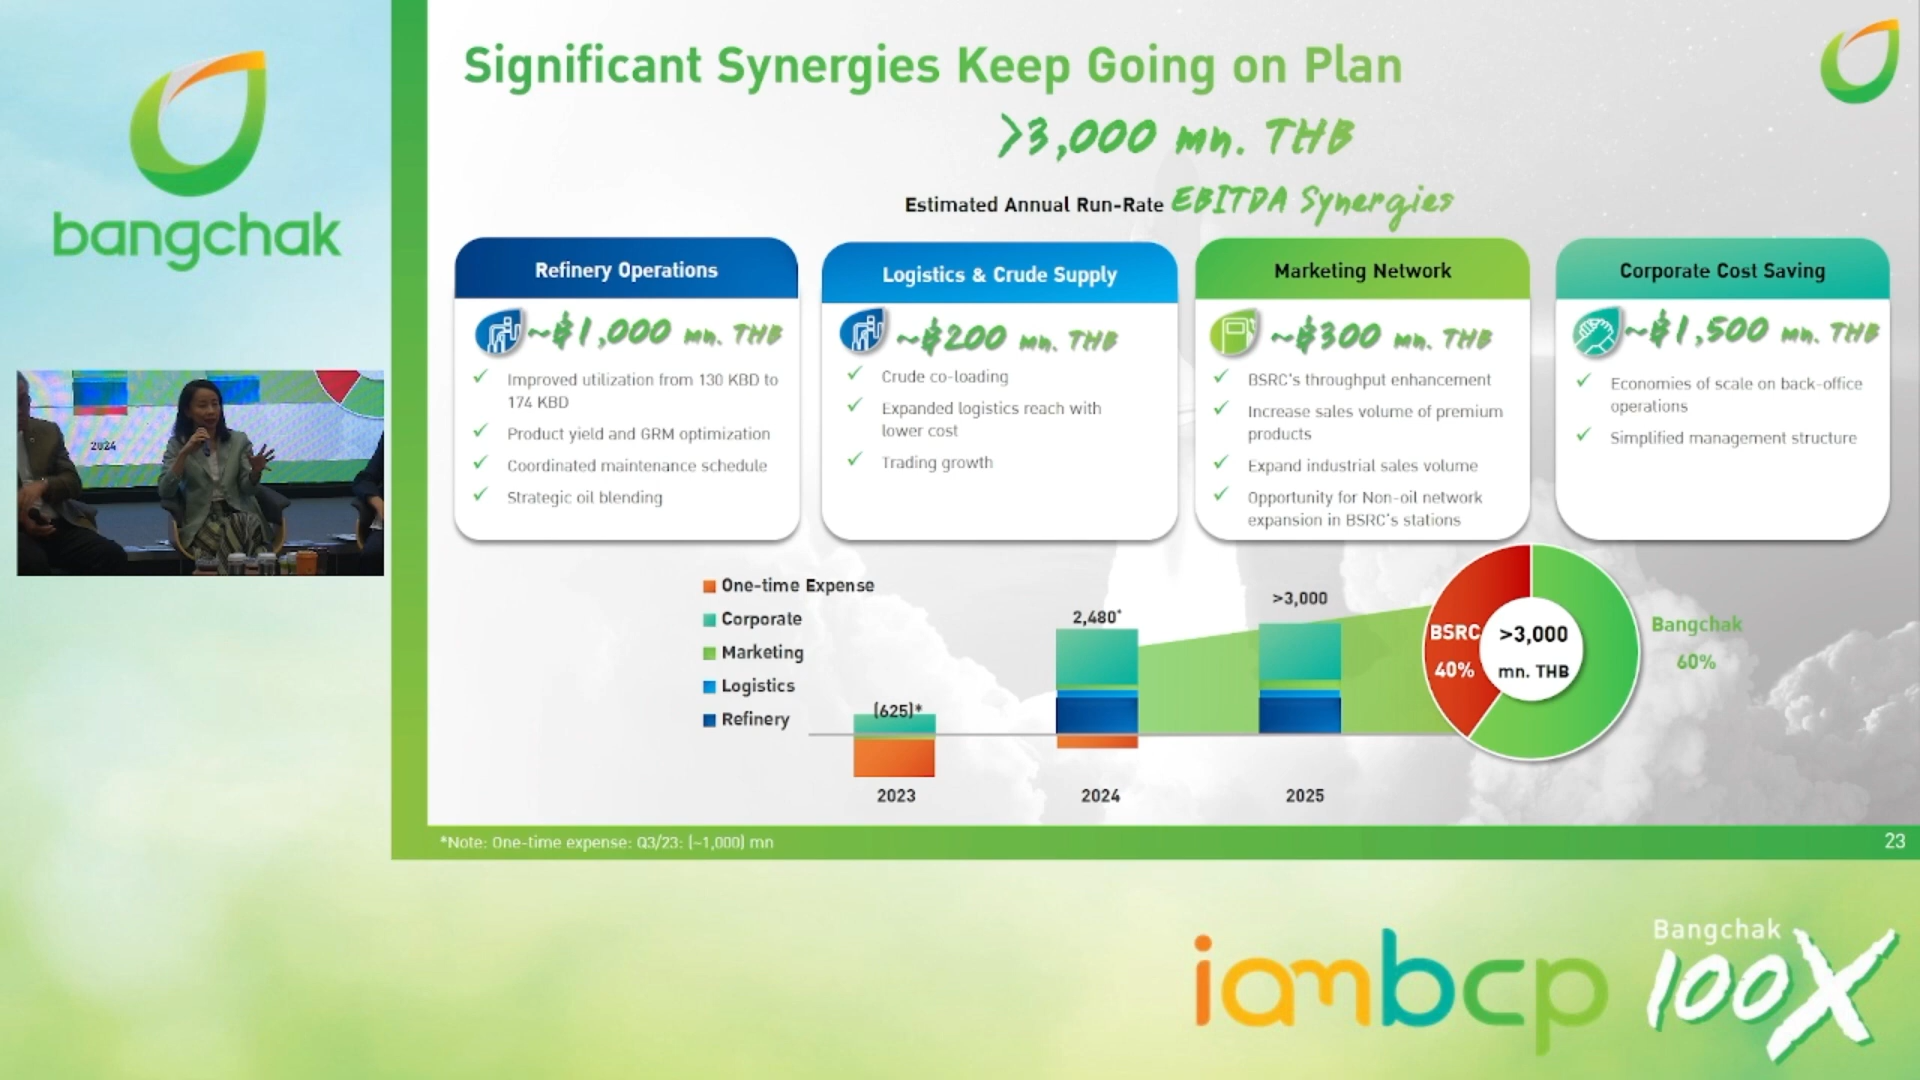 bangchak
Significant Synergies Keep Going on Plan
>3,000 mn. THB
Estimated Annual Run-Rate EBITDA Synergies
Refinery Operations
~฿1,000 mn. THB
Improved utilization from 130 KBD to
174 KBD
Product yield and GRM optimization
Coordinated maintenance schedule
Strategic oil blending
Logistics & Crude Supply
~฿200 mn. THB
Crude co-loading
Expanded logistics reach with
lower cost
Trading growth
Marketing Network
~฿300 mn. THB
BSRC's throughput enhancement
Increase sales volume of premium
products
Expand industrial sales volume
Opportunity for Non-oil network
expansion in BSRC's stations
Corporate Cost Saving
~฿1,500 mn. THB
Economies of scale on back-office
operations
Simplified management structure
2024
One-time Expense
Corporate
Marketing
Logistics
Refinery
(625)*
2,480*
>3,000
2023
2024
2025
BSRC
40%
>3,000
mn. THB
Bangchak
60%
*Note: One-time expense: Q3/23: (~1,000) mn
23
iambcp
Bangchak
100X